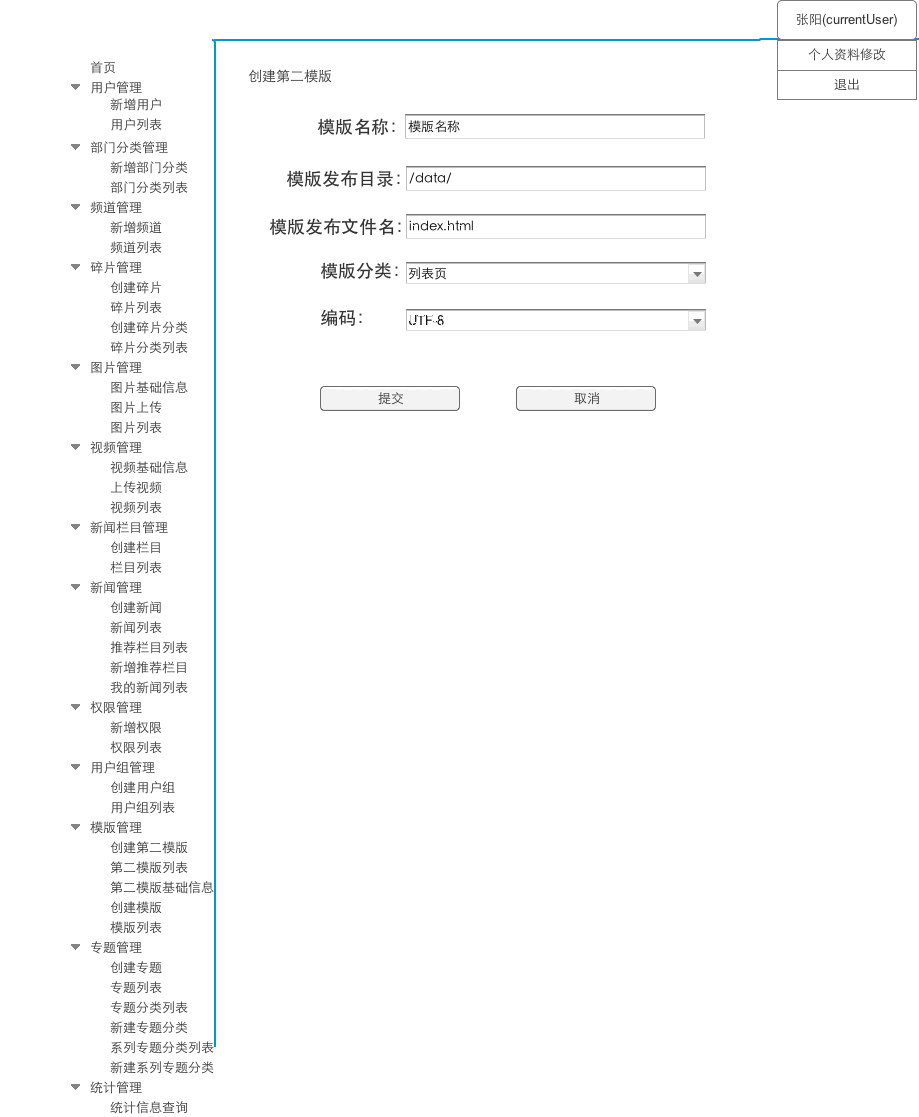 张阳(currentUser)
个人资料修改
退出
首页
用户管理
新增用户
用户列表
部门分类管理
新增部门分类
部门分类列表
频道管理
新增频道
频道列表
碎片管理
创建碎片
碎片列表
创建碎片分类
碎片分类列表
图片管理
图片基础信息
图片上传
图片列表
视频管理
视频基础信息
上传视频
视频列表
新闻栏目管理
创建栏目
栏目列表
新闻管理
创建新闻
新闻列表
推荐栏目列表
新增推荐栏目
我的新闻列表
权限管理
新增权限
权限列表
用户组管理
创建用户组
用户组列表
模版管理
创建第二模版
第二模版列表
第二模版基础信息
创建模版
模版列表
专题管理
创建专题
专题列表
专题分类列表
新建专题分类
系列专题分类列表
新建系列专题分类
统计管理
统计信息查询
创建第二模版
模版名称： 模版名称
模版发布目录： /data/
模版发布文件名： index.html
模版分类： 列表页
编码： UTF-8
提交 取消